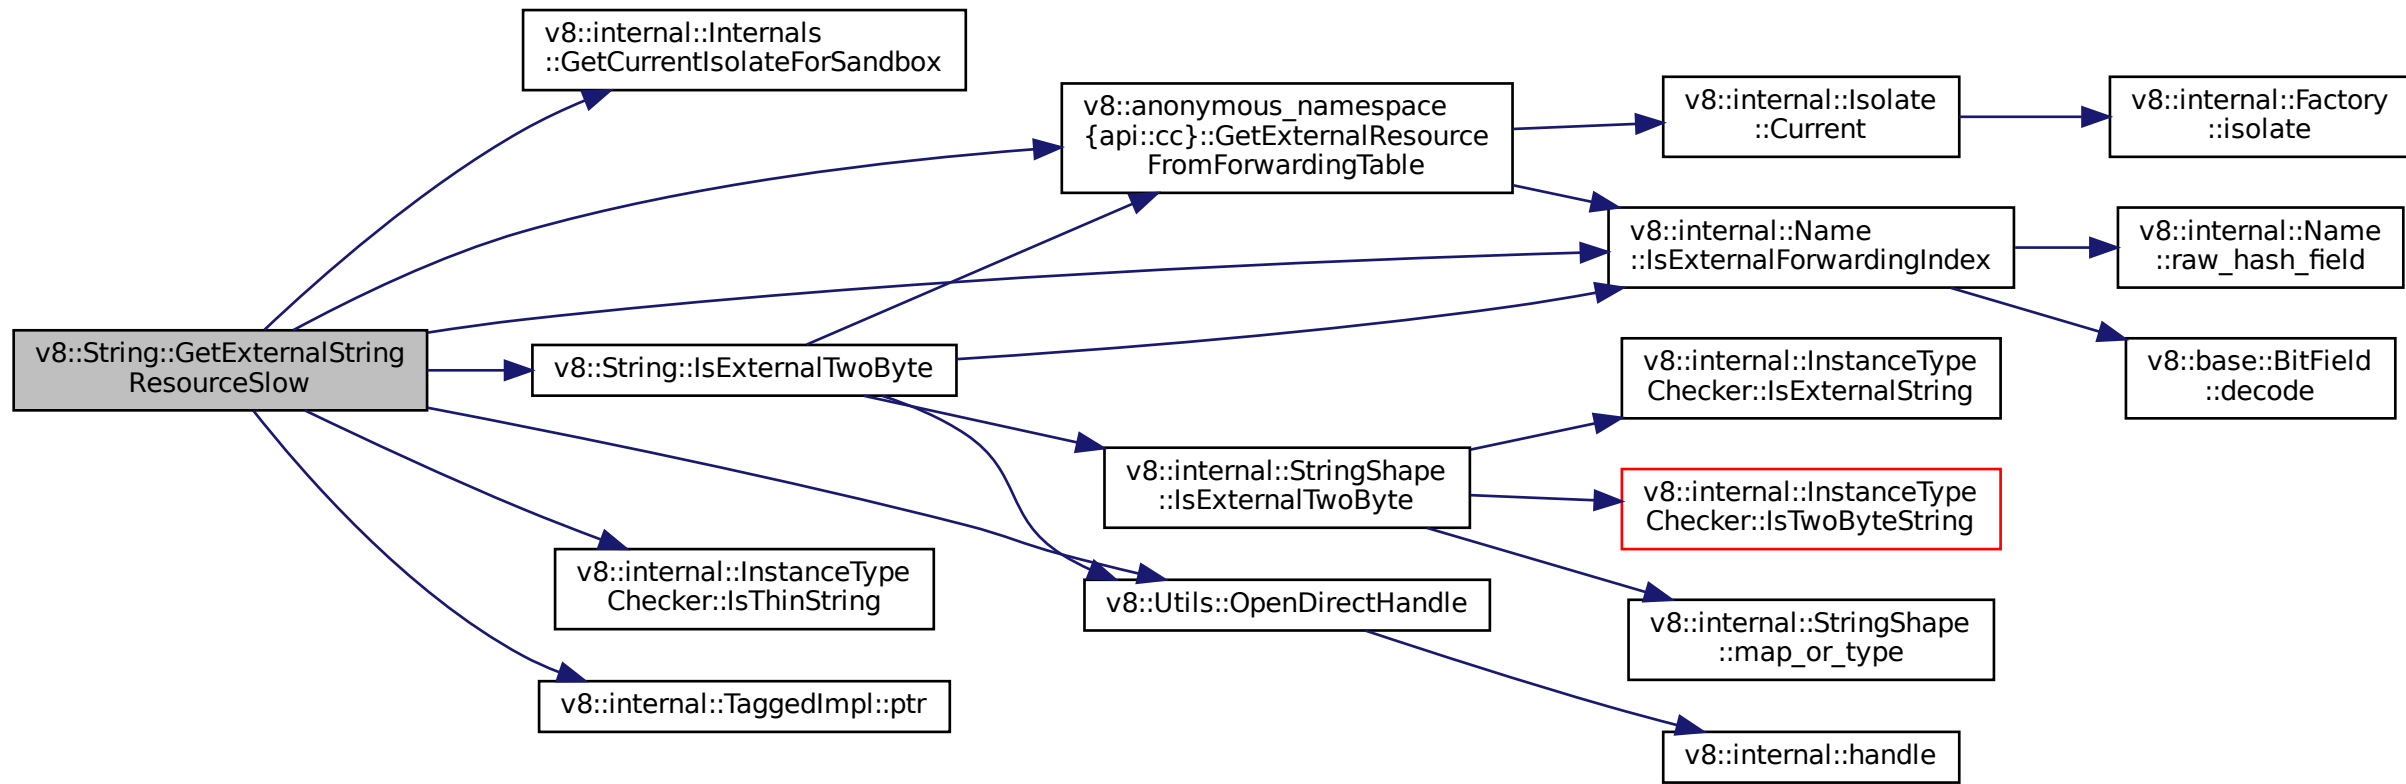 v8::internal::Internals
::GetCurrentIsolateForSandbox
v8::anonymous_namespace
{api::cc}::GetExternalResource
FromForwardingTable
v8::internal::Isolate
::Current
v8::internal::Factory
::isolate
v8::internal::Name
::IsExternalForwardingIndex
v8::internal::Name
::raw_hash_field
v8::String::GetExternalString
ResourceSlow
v8::String::IsExternalTwoByte
v8::internal::InstanceType
Checker::IsExternalString
v8::base::BitField
::decode
v8::internal::StringShape
::IsExternalTwoByte
v8::internal::InstanceType
Checker::IsTwoByteString
v8::internal::InstanceType
Checker::IsThinString
v8::Utils::OpenDirectHandle
v8::internal::StringShape
::map_or_type
v8::internal::TaggedImpl::ptr
v8::internal::handle